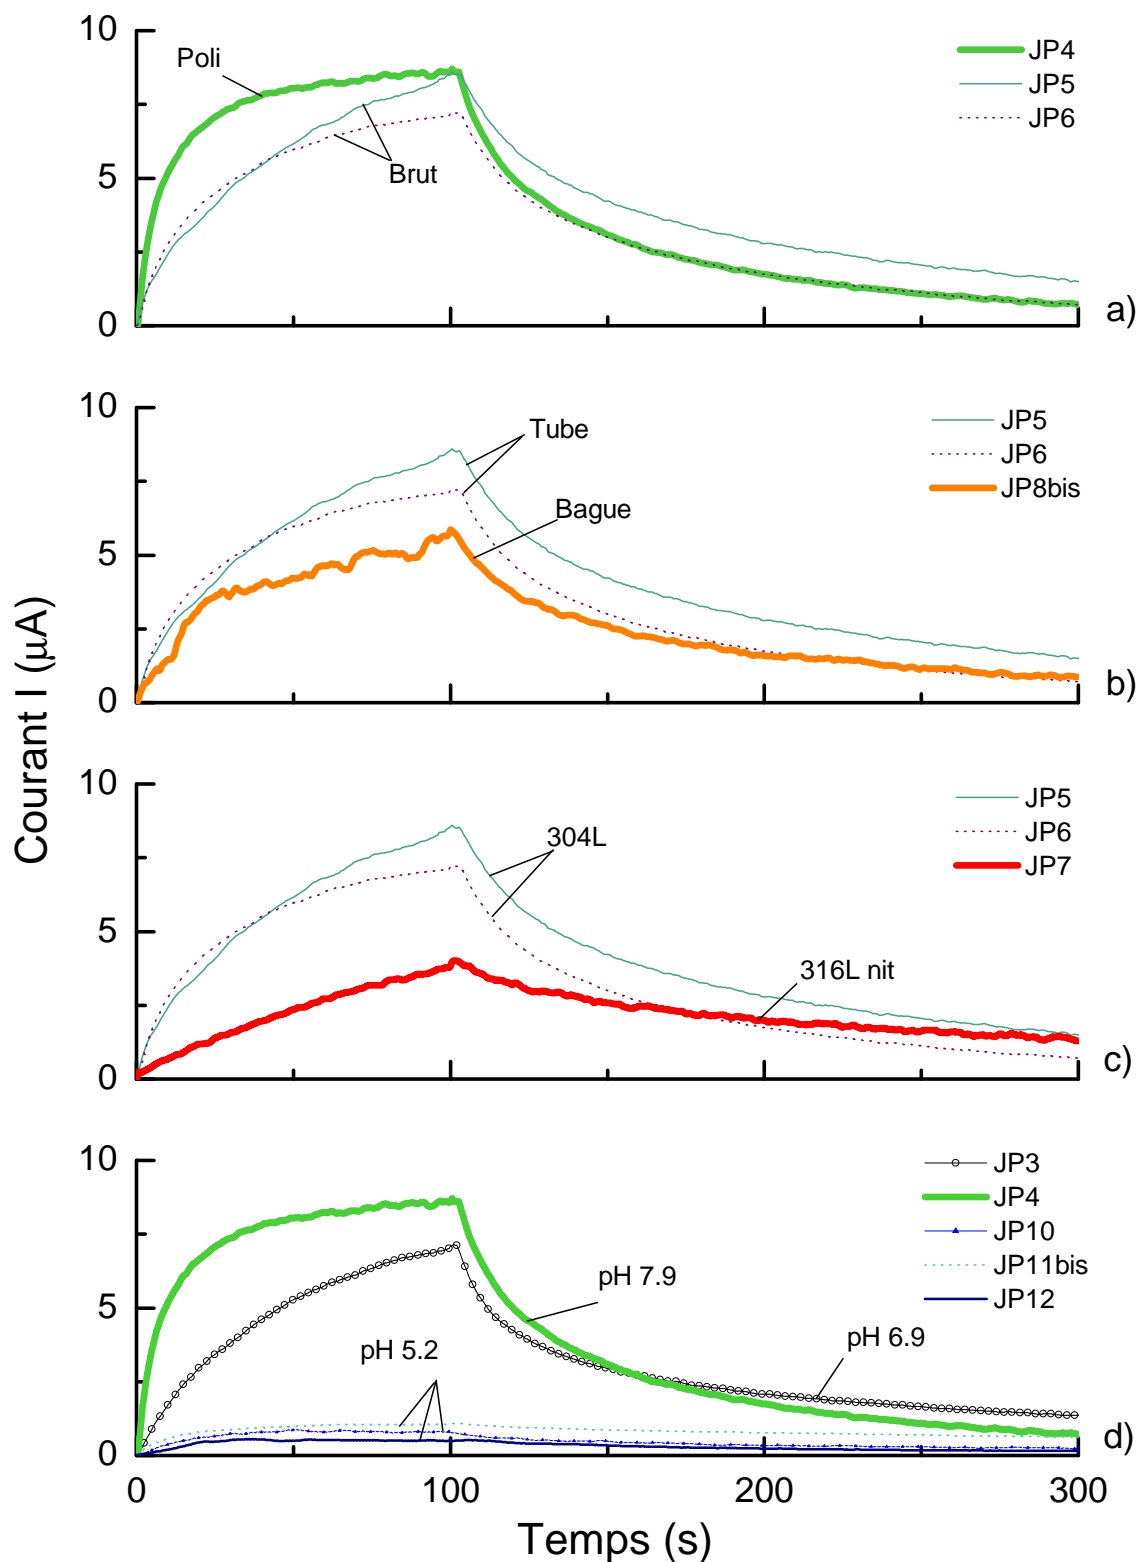 Courant I (μA)
10
5
0
Poli
Brut
JP4
JP5
JP6
a)
10
5
0
Tube
Bague
JP5
JP6
JP8bis
b)
10
5
0
304L
316L nit
JP5
JP6
JP7
c)
10
5
0
pH 7.9
pH 6.9
pH 5.2
JP3
JP4
JP10
JP11bis
JP12
d)
0
100
200
300
Temps (s)